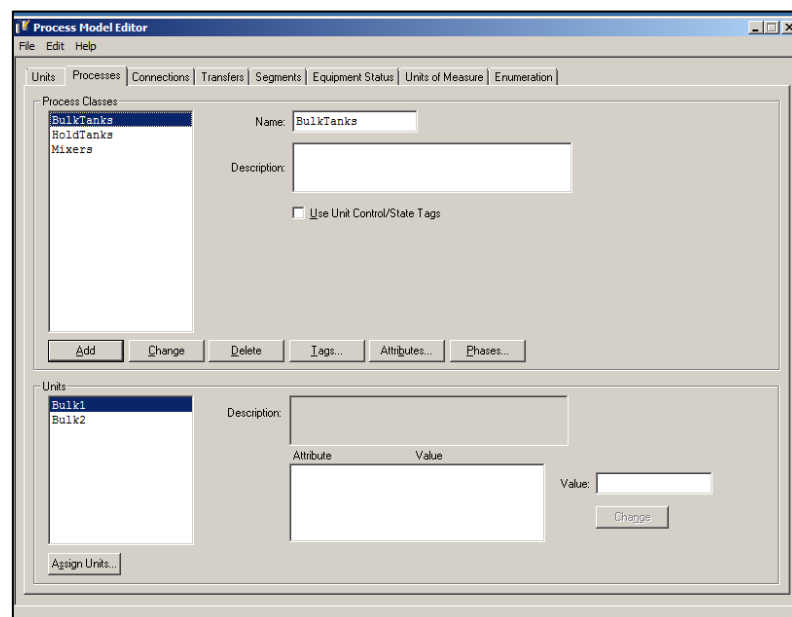 Process Model Editor
File Edit Help
Units Processes Connections Transfers Segments Equipment Status Units of Measure Enumeration
Process Classes
BulkTanks
HoldTanks
Mixers
Name: BulkTanks
Description:
Use Unit Control/State Tags
Add Change Delete Tags... Attributes... Phases...
Units
Bulk1
Bulk2
Description:
Attribute Value
Value:
Change
Assign Units...